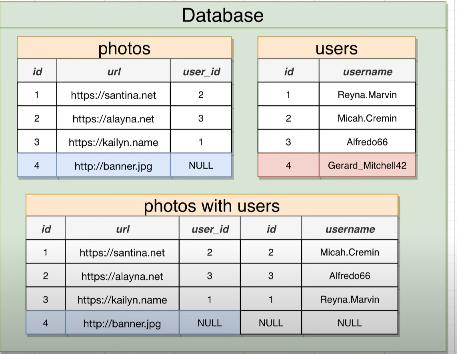 Database
photos
id url user_id
1 https://santina.net 2
2 https://alayna.net 3
3 https://kailyn.name 1
4 http://banner.jpg NULL
users
id username
1 Reyna.Marvin
2 Micah.Cremin
3 Alfredo66
4 Gerard_Mitchell42
photos with users
id url user_id id username
1 https://santina.net 2 2 Micah.Cremin
2 https://alayna.net 3 3 Alfredo66
3 https://kailyn.name 1 1 Reyna.Marvin
4 http://banner.jpg NULL NULL NULL